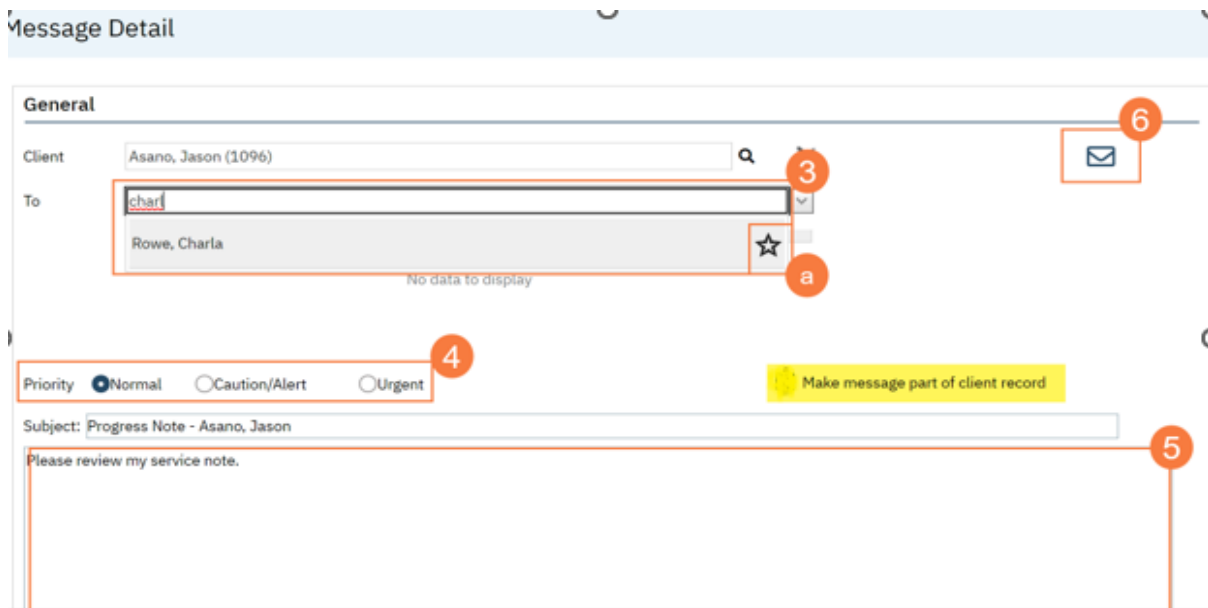 Message Detail
General
6
Client Asano, Jason (1096)
3
To charl
Rowe, Charla
a
No data to display
4
Priority Normal Caution/Alert Urgent Make message part of client record
Subject: Progress Note - Asano, Jason
5
Please review my service note.